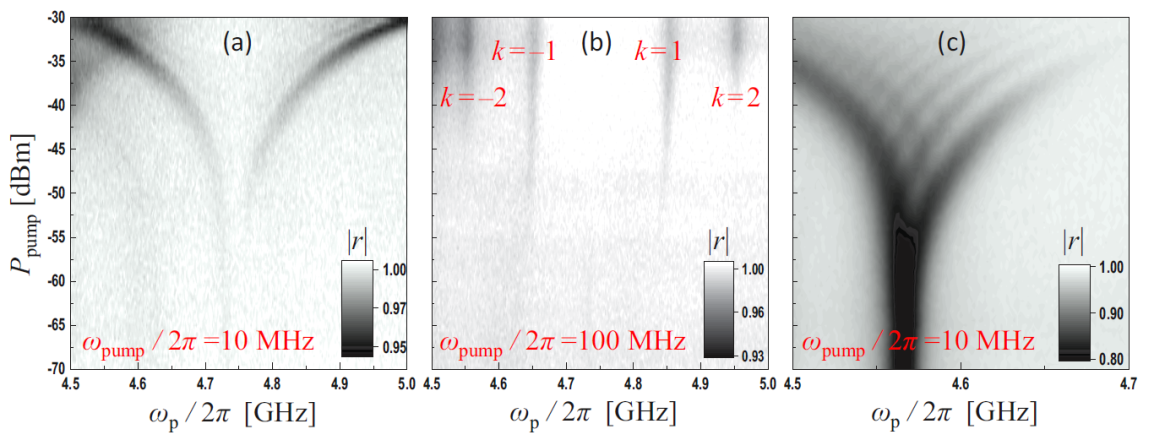 (a)
(b)
(c)
P_pump [dBm]
-30
-35
-40
-45
-50
-55
-60
-65
-70
|r|
1.00
0.97
0.95
ω_pump / 2π = 10 MHz
4.5 4.6 4.7 4.8 4.9 5.0
ω_p / 2π [GHz]
k = –1
k = 1
k = –2
k = 2
|r|
1.00
0.96
0.93
ω_pump / 2π = 100 MHz
4.5 4.6 4.7 4.8 4.9 5.0
ω_p / 2π [GHz]
|r|
1.00
0.90
0.80
ω_pump / 2π = 10 MHz
4.5 4.6 4.7
ω_p / 2π [GHz]